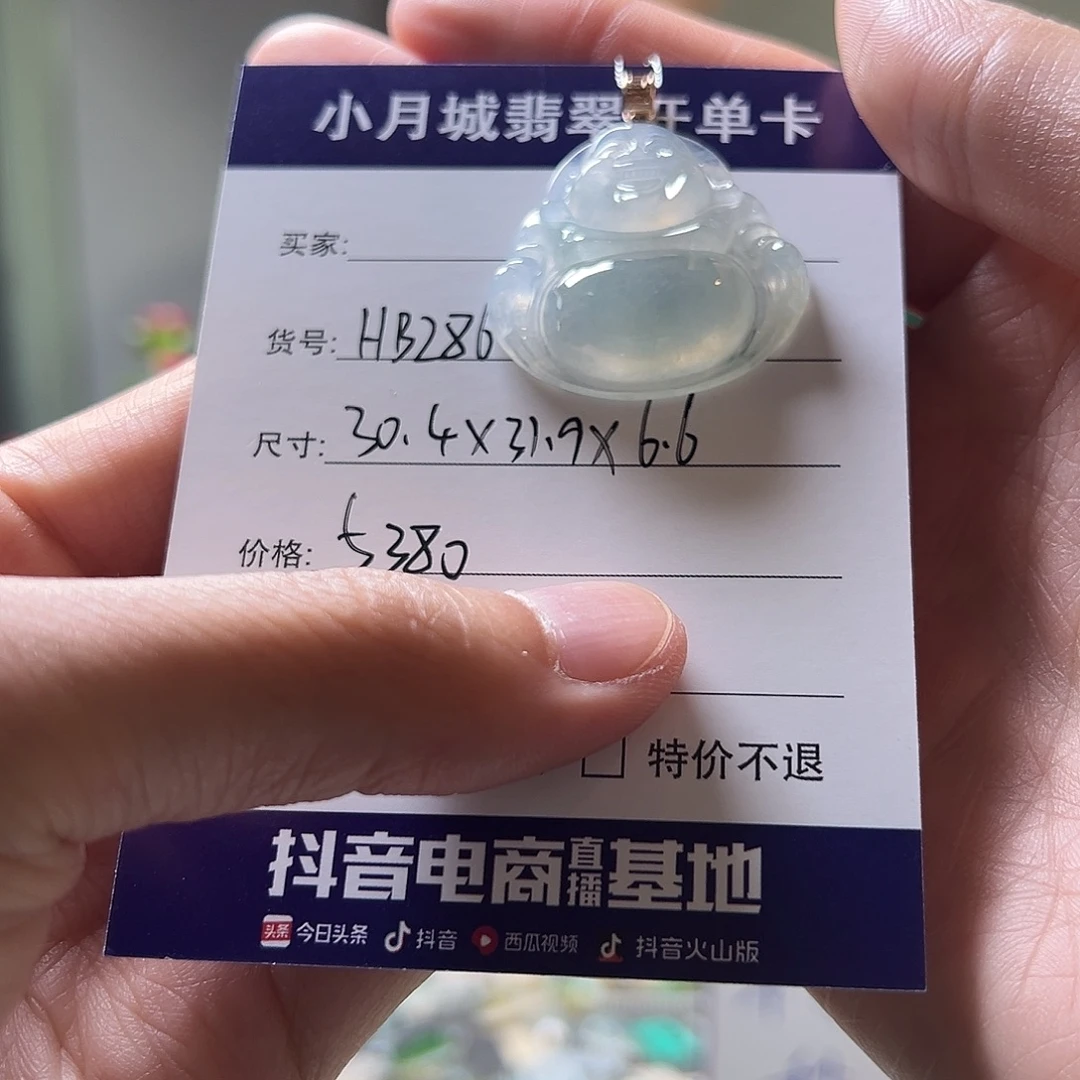 小月城翡翠开单卡
买家:
货号: HB286
尺寸: 30.4X31.9X6.6
价格: 5380
特价不退
抖音电商直播基地
头条 今日头条 抖音 西瓜视频 抖音火山版